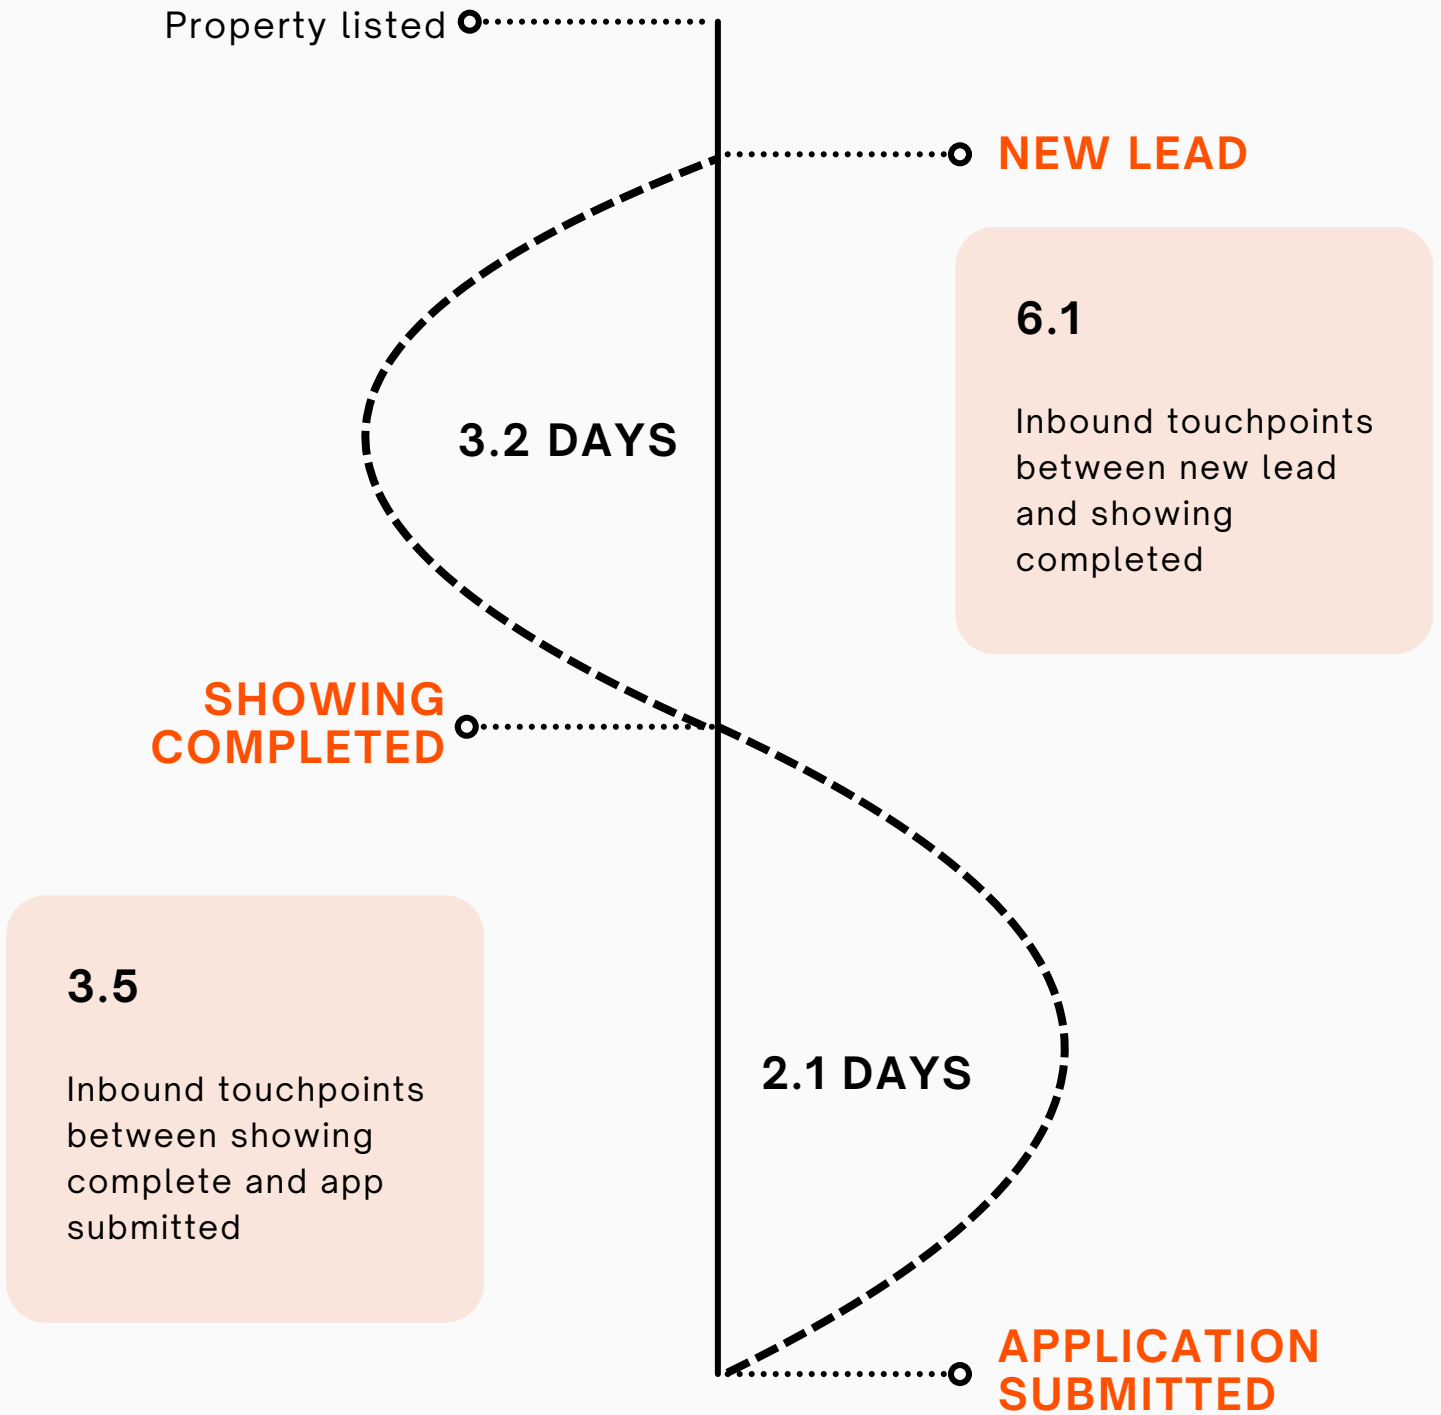 Property listed
NEW LEAD
6.1
Inbound touchpoints
between new lead
and showing
completed
3.2 DAYS
SHOWING
COMPLETED
3.5
Inbound touchpoints
between showing
complete and app
submitted
2.1 DAYS
APPLICATION
SUBMITTED